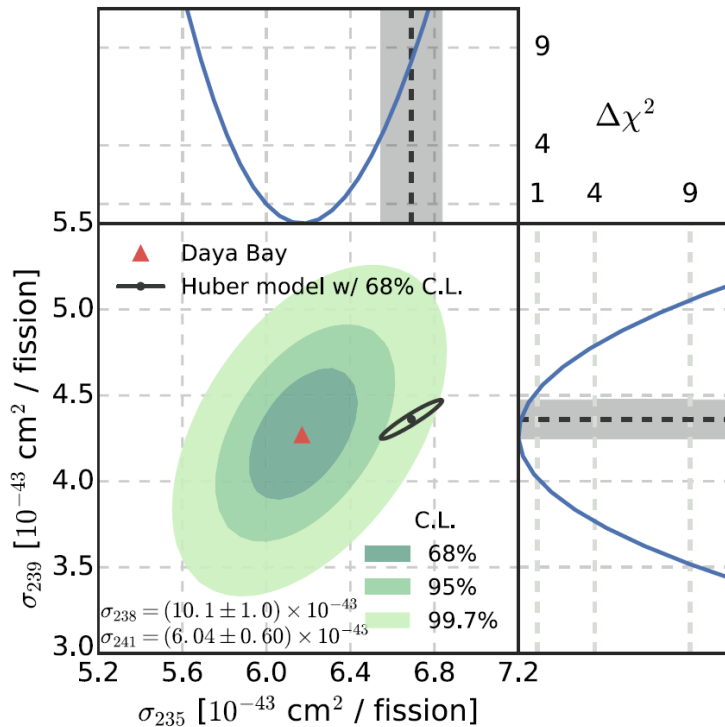 9
4
Δχ²
1 4 9
5.5
5.0
4.5
4.0
3.5
3.0
σ₂₃₉ [10⁻⁴³ cm² / fission]
Daya Bay
Huber model w/ 68% C.L.
C.L.
68%
95%
99.7%
σ₂₃₈ = (10.1 ± 1.0) × 10⁻⁴³
σ₂₄₁ = (6.04 ± 0.60) × 10⁻⁴³
5.2 5.6 6.0 6.4 6.8 7.2
σ₂₃₅ [10⁻⁴³ cm² / fission]